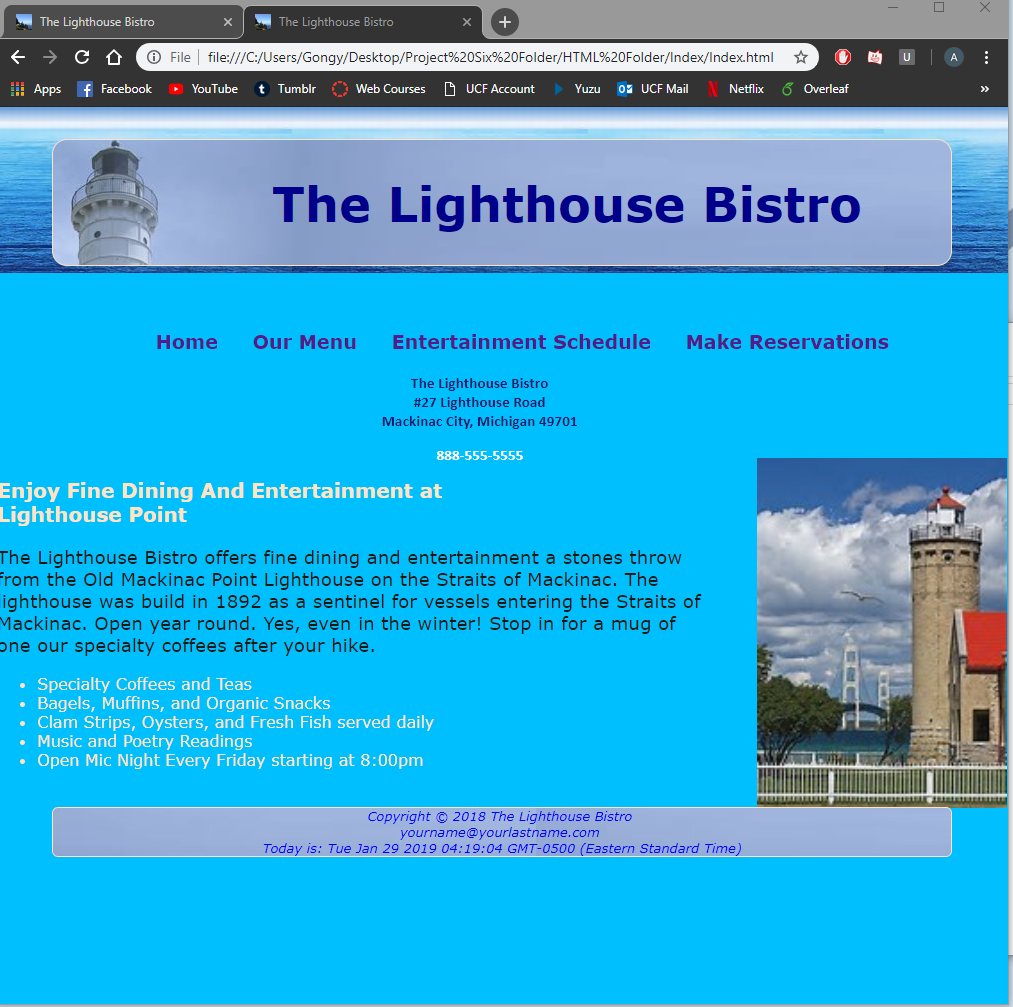 The Lighthouse Bistro
The Lighthouse Bistro
File file:///C:/Users/Gongy/Desktop/Project%20Six%20Folder/HTML%20Folder/Index/Index.html U A
Apps Facebook YouTube Tumblr Web Courses UCF Account Yuzu UCF Mail Netflix Overleaf »
The Lighthouse Bistro
Home Our Menu Entertainment Schedule Make Reservations
The Lighthouse Bistro
#27 Lighthouse Road
Mackinac City, Michigan 49701
888-555-5555
Enjoy Fine Dining And Entertainment at
Lighthouse Point
The Lighthouse Bistro offers fine dining and entertainment a stones throw
from the Old Mackinac Point Lighthouse on the Straits of Mackinac. The
lighthouse was build in 1892 as a sentinel for vessels entering the Straits of
Mackinac. Open year round. Yes, even in the winter! Stop in for a mug of
one our specialty coffees after your hike.
• Specialty Coffees and Teas
• Bagels, Muffins, and Organic Snacks
• Clam Strips, Oysters, and Fresh Fish served daily
• Music and Poetry Readings
• Open Mic Night Every Friday starting at 8:00pm
Copyright © 2018 The Lighthouse Bistro
yourname@yourlastname.com
Today is: Tue Jan 29 2019 04:19:04 GMT-0500 (Eastern Standard Time)